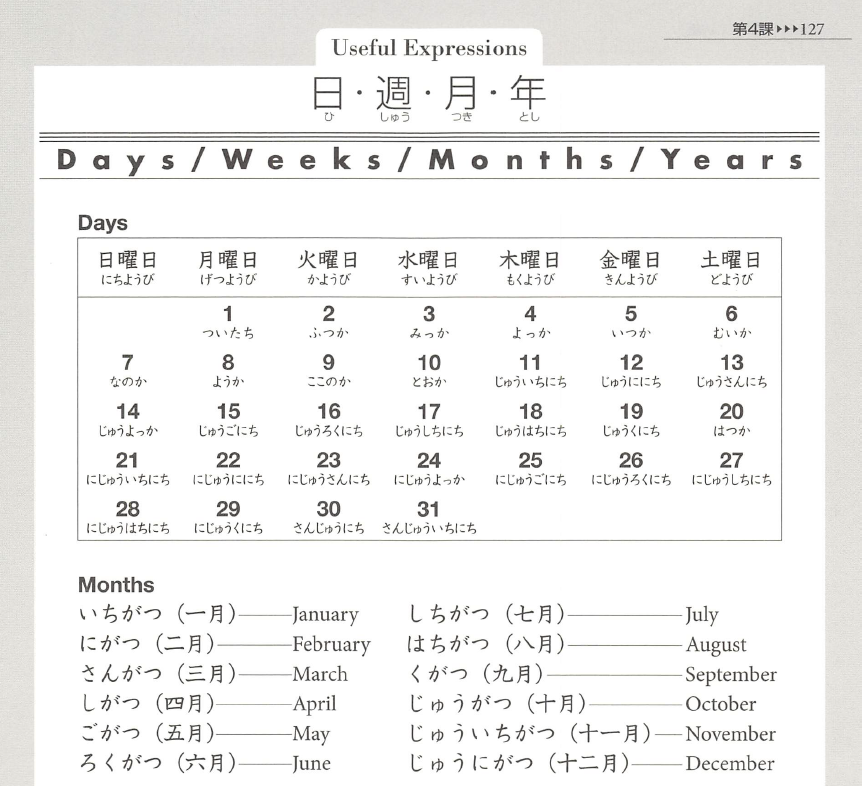 第4課▶▶▶127
Useful Expressions
日・週・月・年
ひ しゅう つき とし
Days/Weeks/Months/Years
Days
日曜日 月曜日 火曜日 水曜日 木曜日 金曜日 土曜日
にちようび げつようび かようび すいようび もくようび きんようび どようび
1 2 3 4 5 6
ついたち ふつか みっか よっか いつか むいか
7 8 9 10 11 12 13
なのか ようか ここのか とおか じゅういちにち じゅうににち じゅうさんにち
14 15 16 17 18 19 20
じゅうよっか じゅうごにち じゅうろくにち じゅうしちにち じゅうはちにち じゅうくにち はつか
21 22 23 24 25 26 27
にじゅういちにち にじゅうににち にじゅうさんにち にじゅうよっか にじゅうごにち にじゅうろくにち にじゅうしちにち
28 29 30 31
にじゅうはちにち にじゅうくにち さんじゅうにち さんじゅういちにち
Months
いちがつ（一月）——January
にがつ（二月）——February
さんがつ（三月）——March
しがつ（四月）——April
ごがつ（五月）——May
ろくがつ（六月）——June
しちがつ（七月）——July
はちがつ（八月）——August
くがつ（九月）——September
じゅうがつ（十月）——October
じゅういちがつ（十一月）—November
じゅうにがつ（十二月）——December